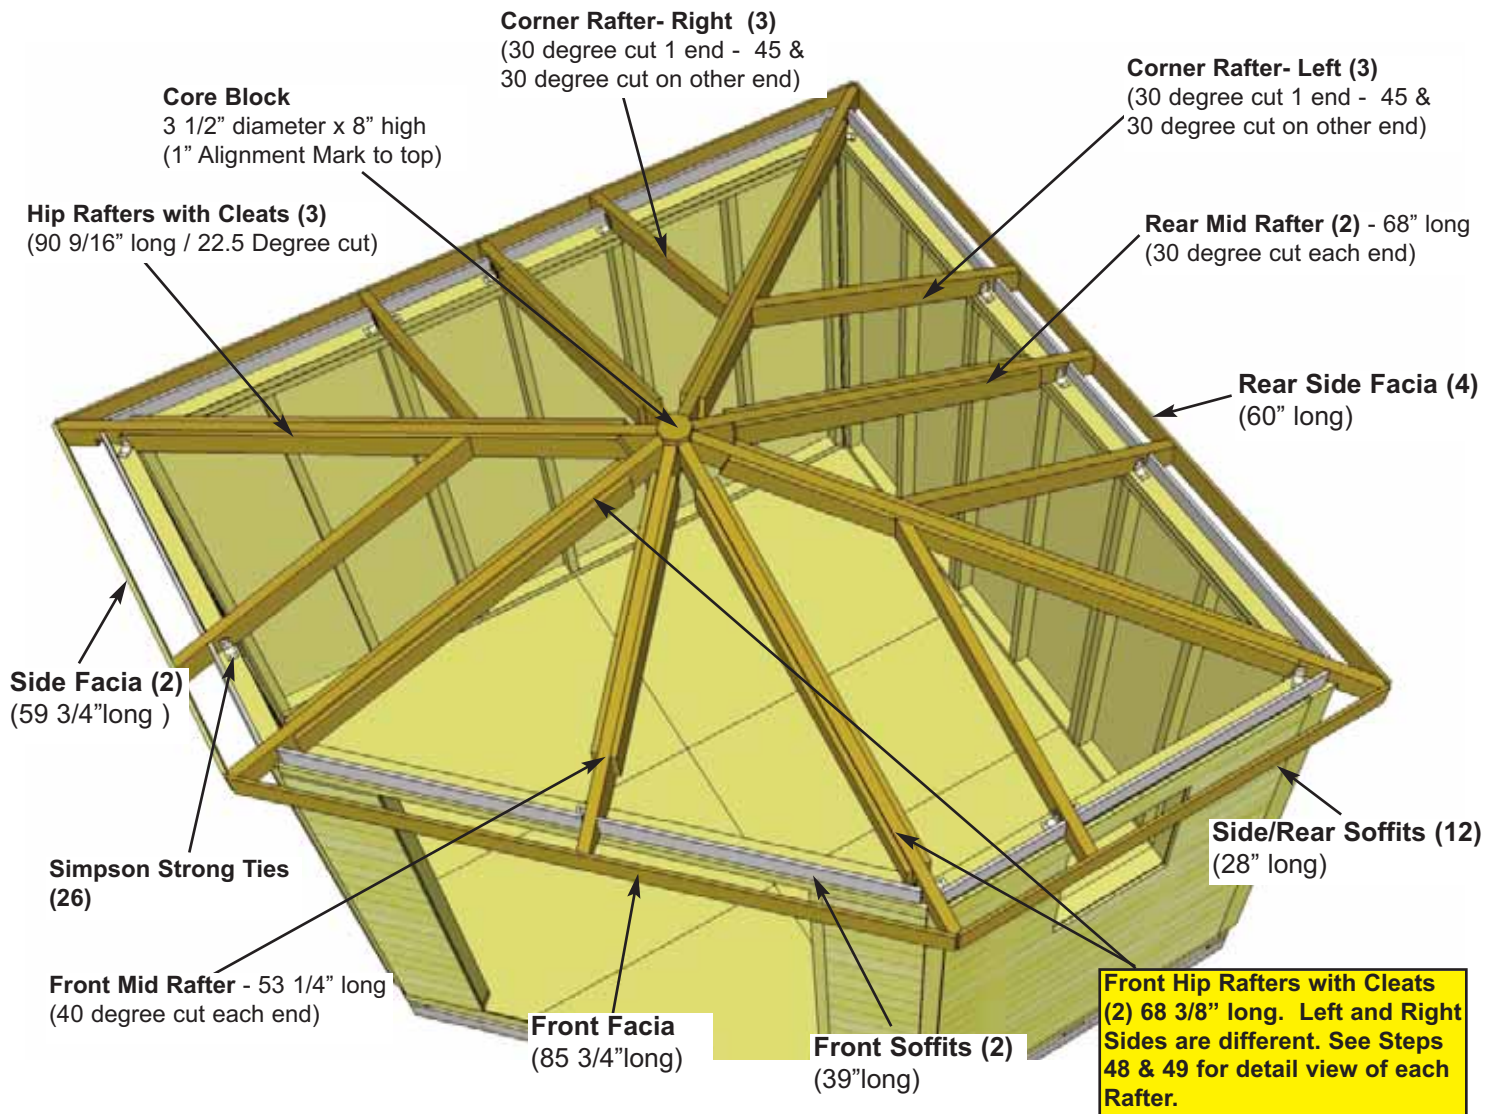 Corner Rafter- Right  (3)
(30 degree cut 1 end -  45 &
30 degree cut on other end)
Corner Rafter- Left (3)
(30 degree cut 1 end -  45 &
30 degree cut on other end)
Core Block
3 1/2” diameter x 8” high
(1” Alignment Mark to top)
Hip Rafters with Cleats (3)
(90 9/16” long / 22.5 Degree cut)
Rear Mid Rafter (2) - 68” long
(30 degree cut each end)
Rear Side Facia (4)
(60” long)
Side Facia (2)
(59 3/4”long )
Simpson Strong Ties
(26)
Side/Rear Soffits (12)
(28” long)
Front Mid Rafter - 53 1/4” long
(40 degree cut each end)
Front Facia
(85 3/4”long)
Front Soffits (2)
(39”long)
Front Hip Rafters with Cleats
(2) 68 3/8” long.  Left and Right
Sides are different. See Steps
48 & 49 for detail view of each
Rafter.